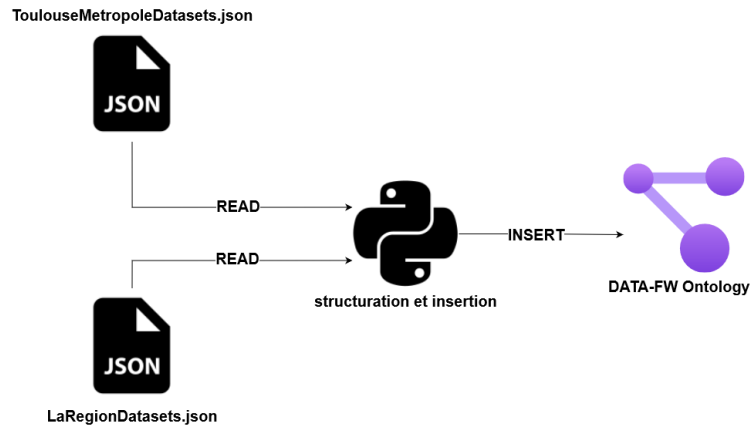 ToulouseMetropoleDatasets.json
JSON
READ
READ
structuration et insertion
INSERT
DATA-FW Ontology
JSON
LaRegionDatasets.json